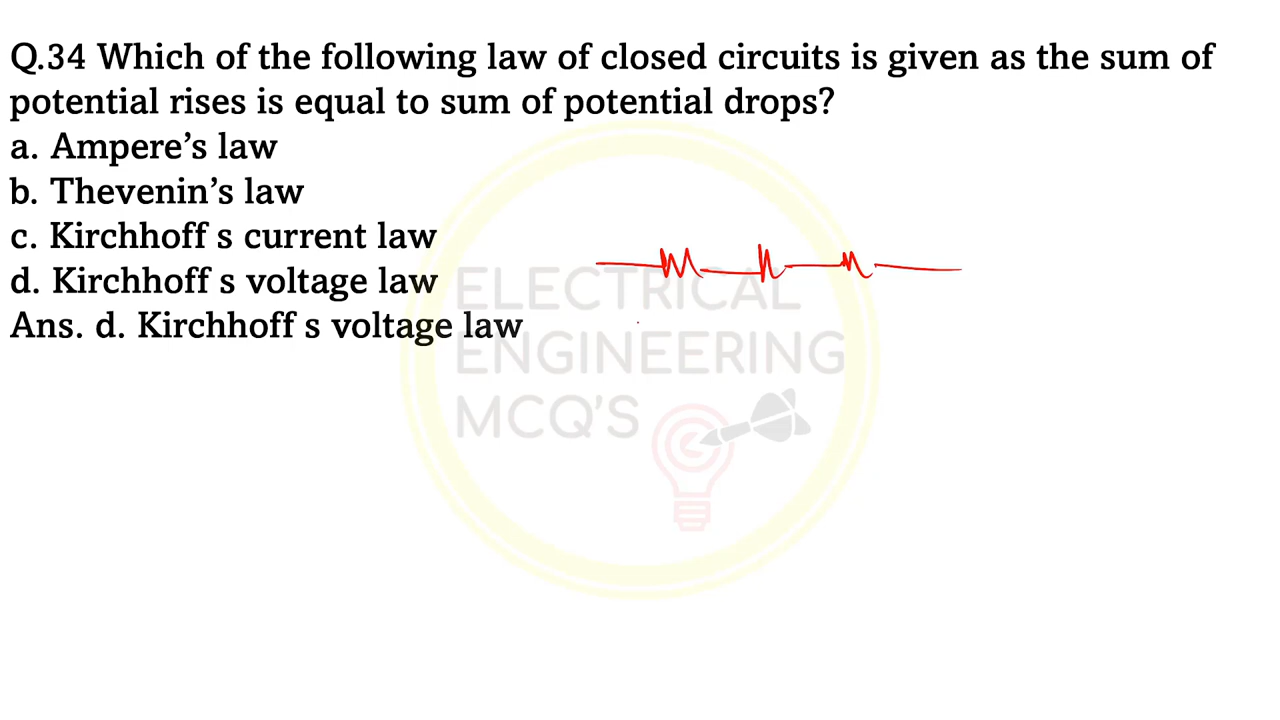 Q.34 Which of the following law of closed circuits is given as the sum of
potential rises is equal to sum of potential drops?
a. Ampere’s law
b. Thevenin’s law
c. Kirchhoff s current law
d. Kirchhoff s voltage law
Ans. d. Kirchhoff s voltage law
ELECTRICAL
ENGINEERING
MCQ'S